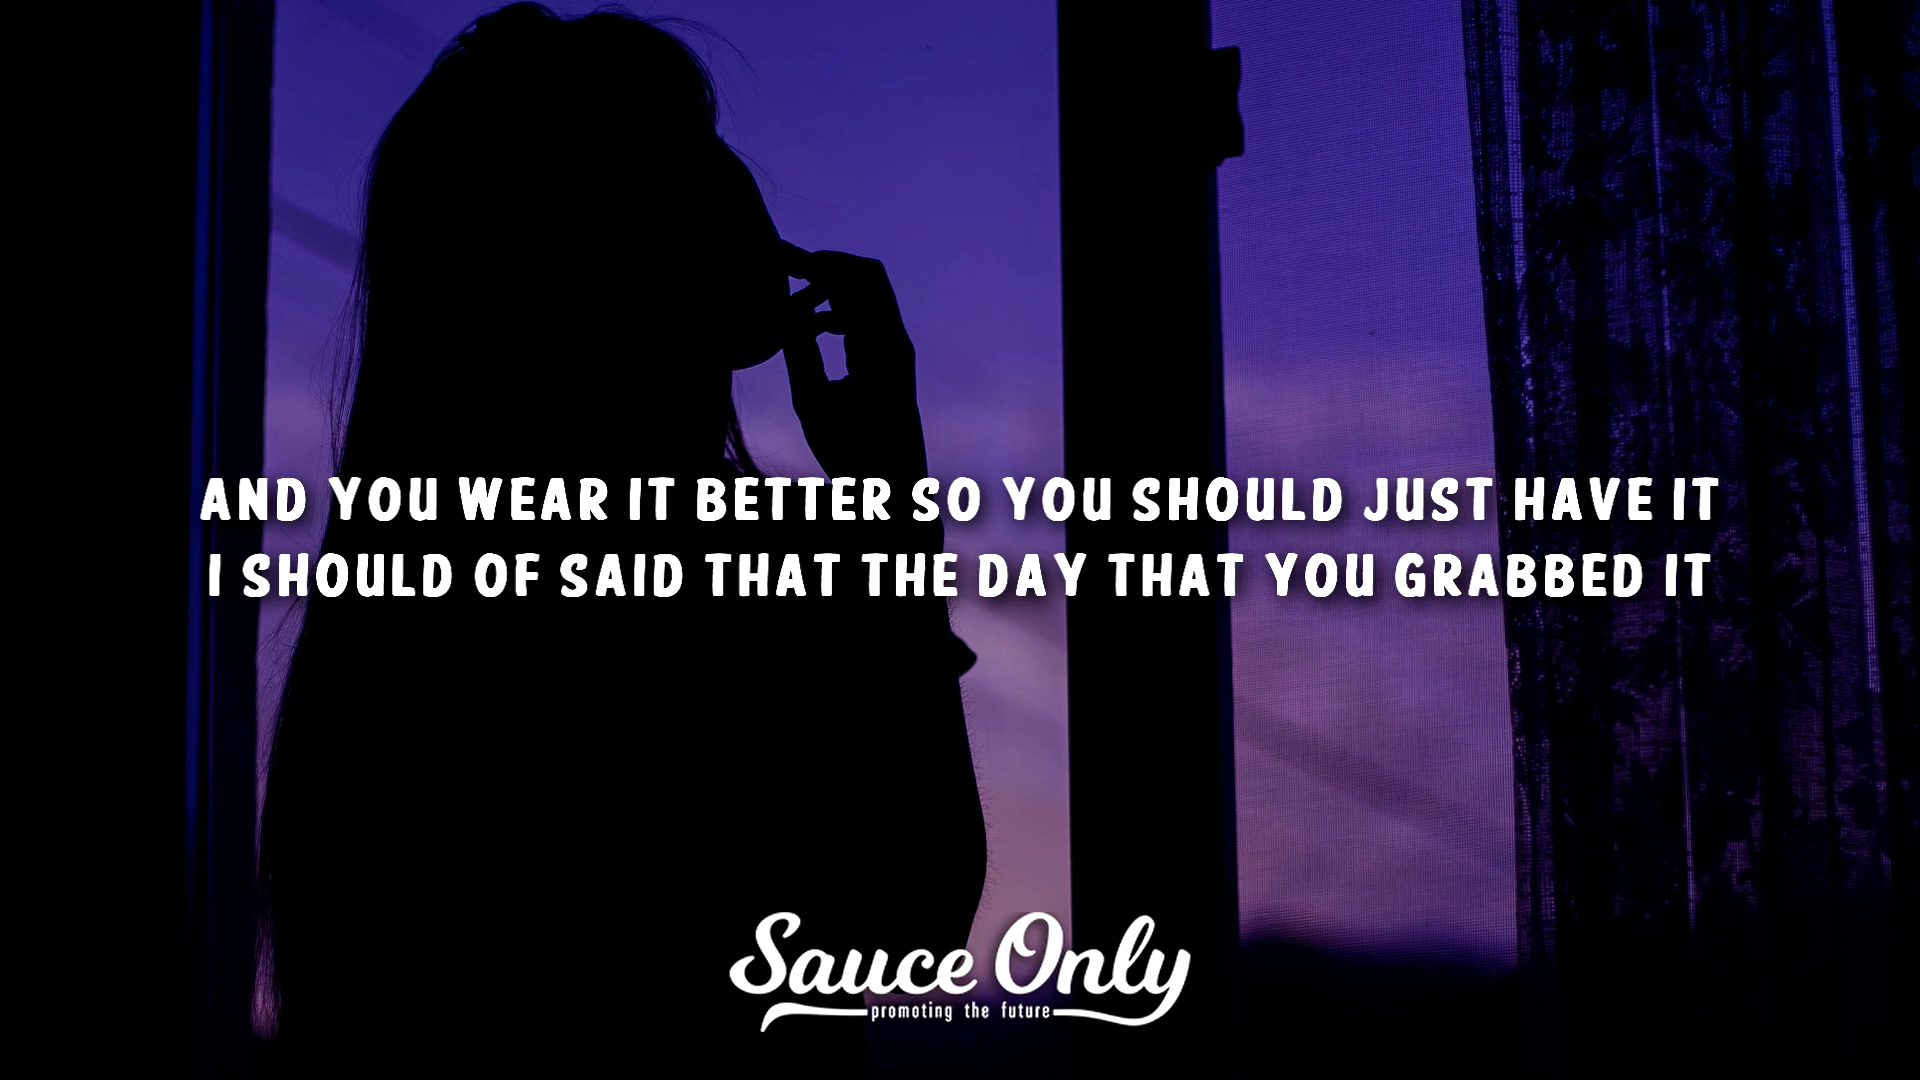 AND YOU WEAR IT BETTER SO YOU SHOULD JUST HAVE IT
I SHOULD OF SAID THAT THE DAY THAT YOU GRABBED IT
Sauce Only
promoting the future